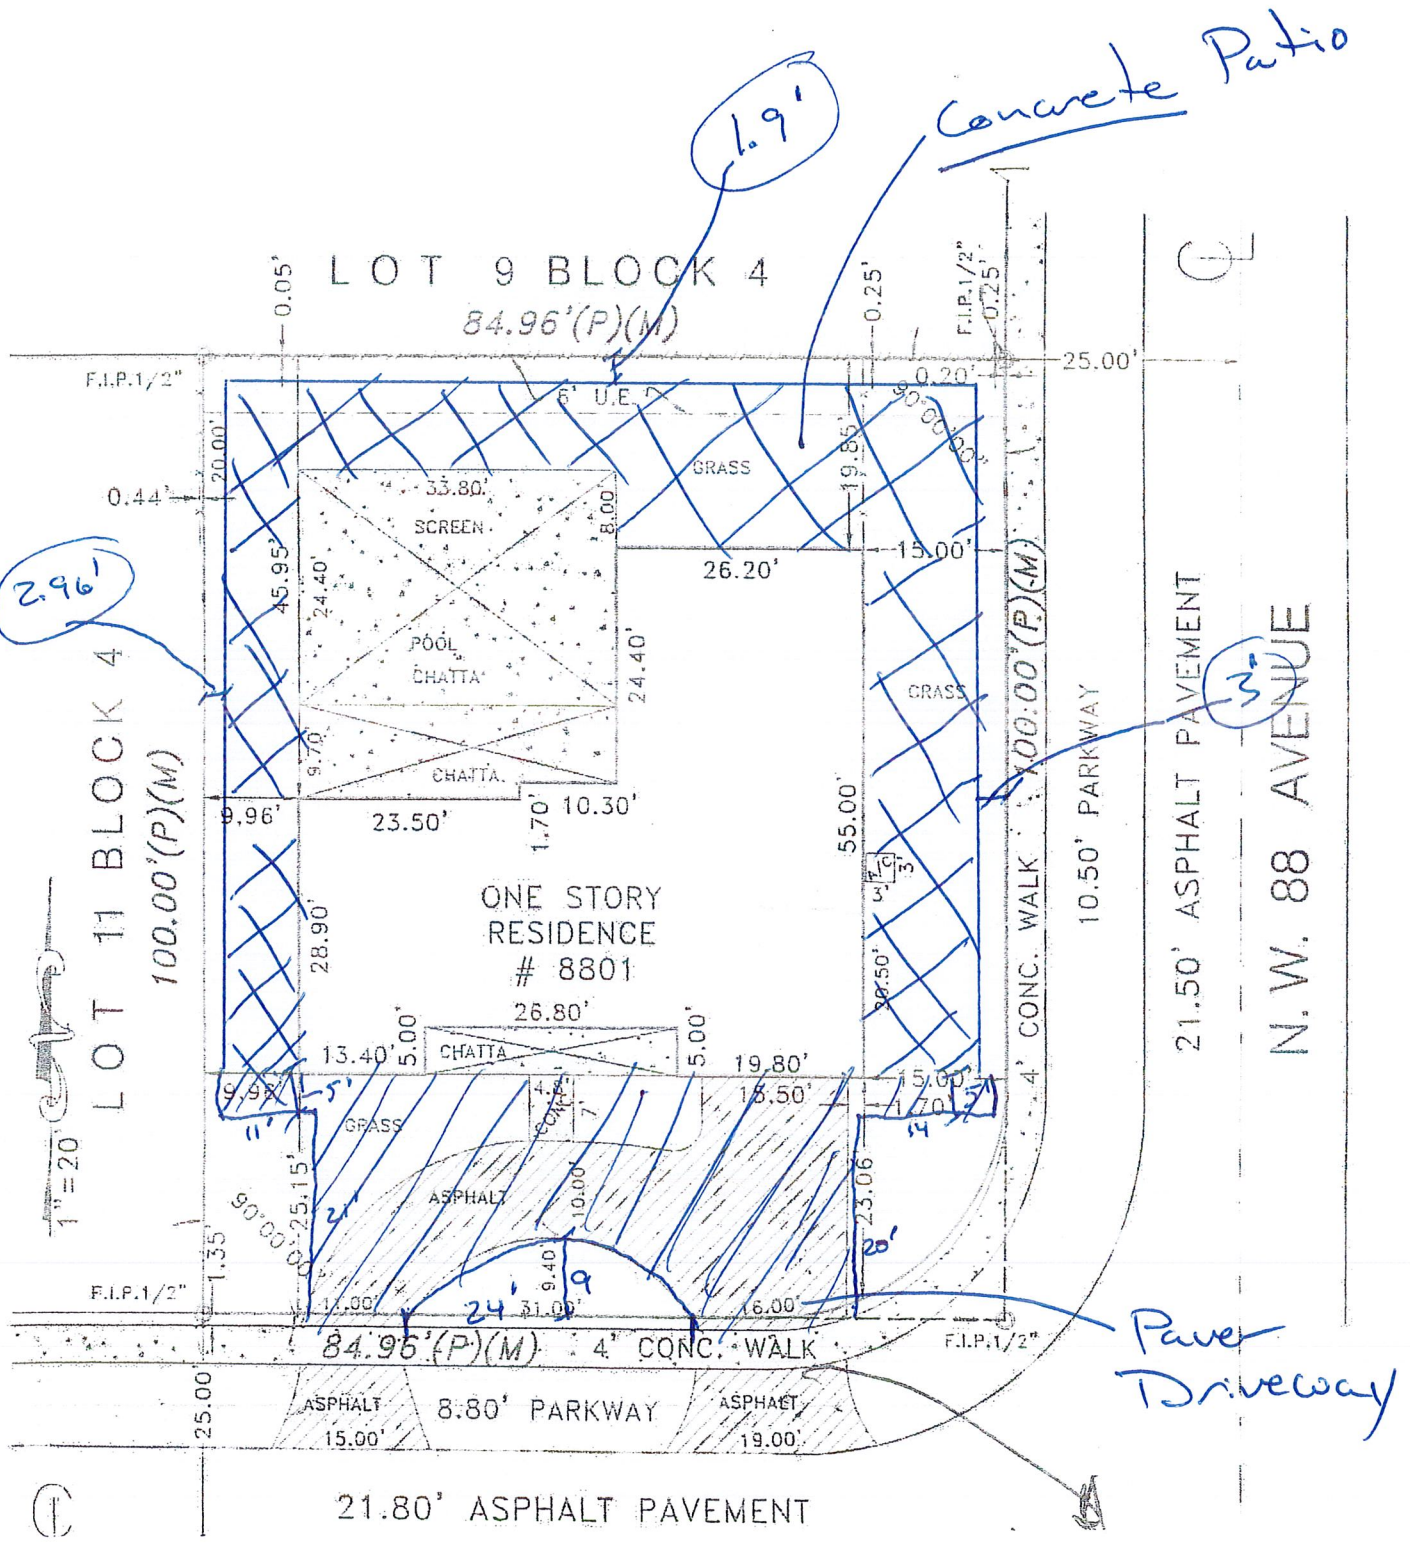 Concrete Patio
1.9'
LOT 9 BLOCK 4
84.96'(P)(M)
0.05'
0.25'
F.I.P.1/2"
0.25'
C
L
25.00'
F.I.P.1/2"
0.20'
6' U.E.
90°00'00"
20.00'
19.85'
GRASS
0.44'
33.80'
SCREEN
8.00
15.00'
26.20'
2.96'
45.95'
24.40'
POOL
CHATTA
24.40'
GRASS
100.00'(P)(M)
3'
LOT 11 BLOCK 4
100.00'(P)(M)
9.70'
CHATTA.
9.96'
23.50'
1.70'
10.30'
55.00'
A/C
3'
3'
10.50' PARKWAY
21.50' ASPHALT PAVEMENT
N.W. 88 AVENUE
4' CONC. WALK
ONE STORY
RESIDENCE
# 8801
28.90'
26.80'
13.40'
5.00'
CHATTA
5.00'
19.80'
15.00'
15.50'
1.70'
5'
11'
GRASS
CONC.
7'
14
25.15'
21'
ASPHALT
10.00'
23.06
20'
1"=20'
1.35'
F.I.P.1/2"
11.00'
24'
9.40
9
31.00'
16.00'
Paver
Driveway
84.96'(P)(M)
4' CONC. WALK
F.I.P.1/2"
25.00
ASPHALT
15.00'
8.80' PARKWAY
ASPHALT
19.00'
21.80' ASPHALT PAVEMENT